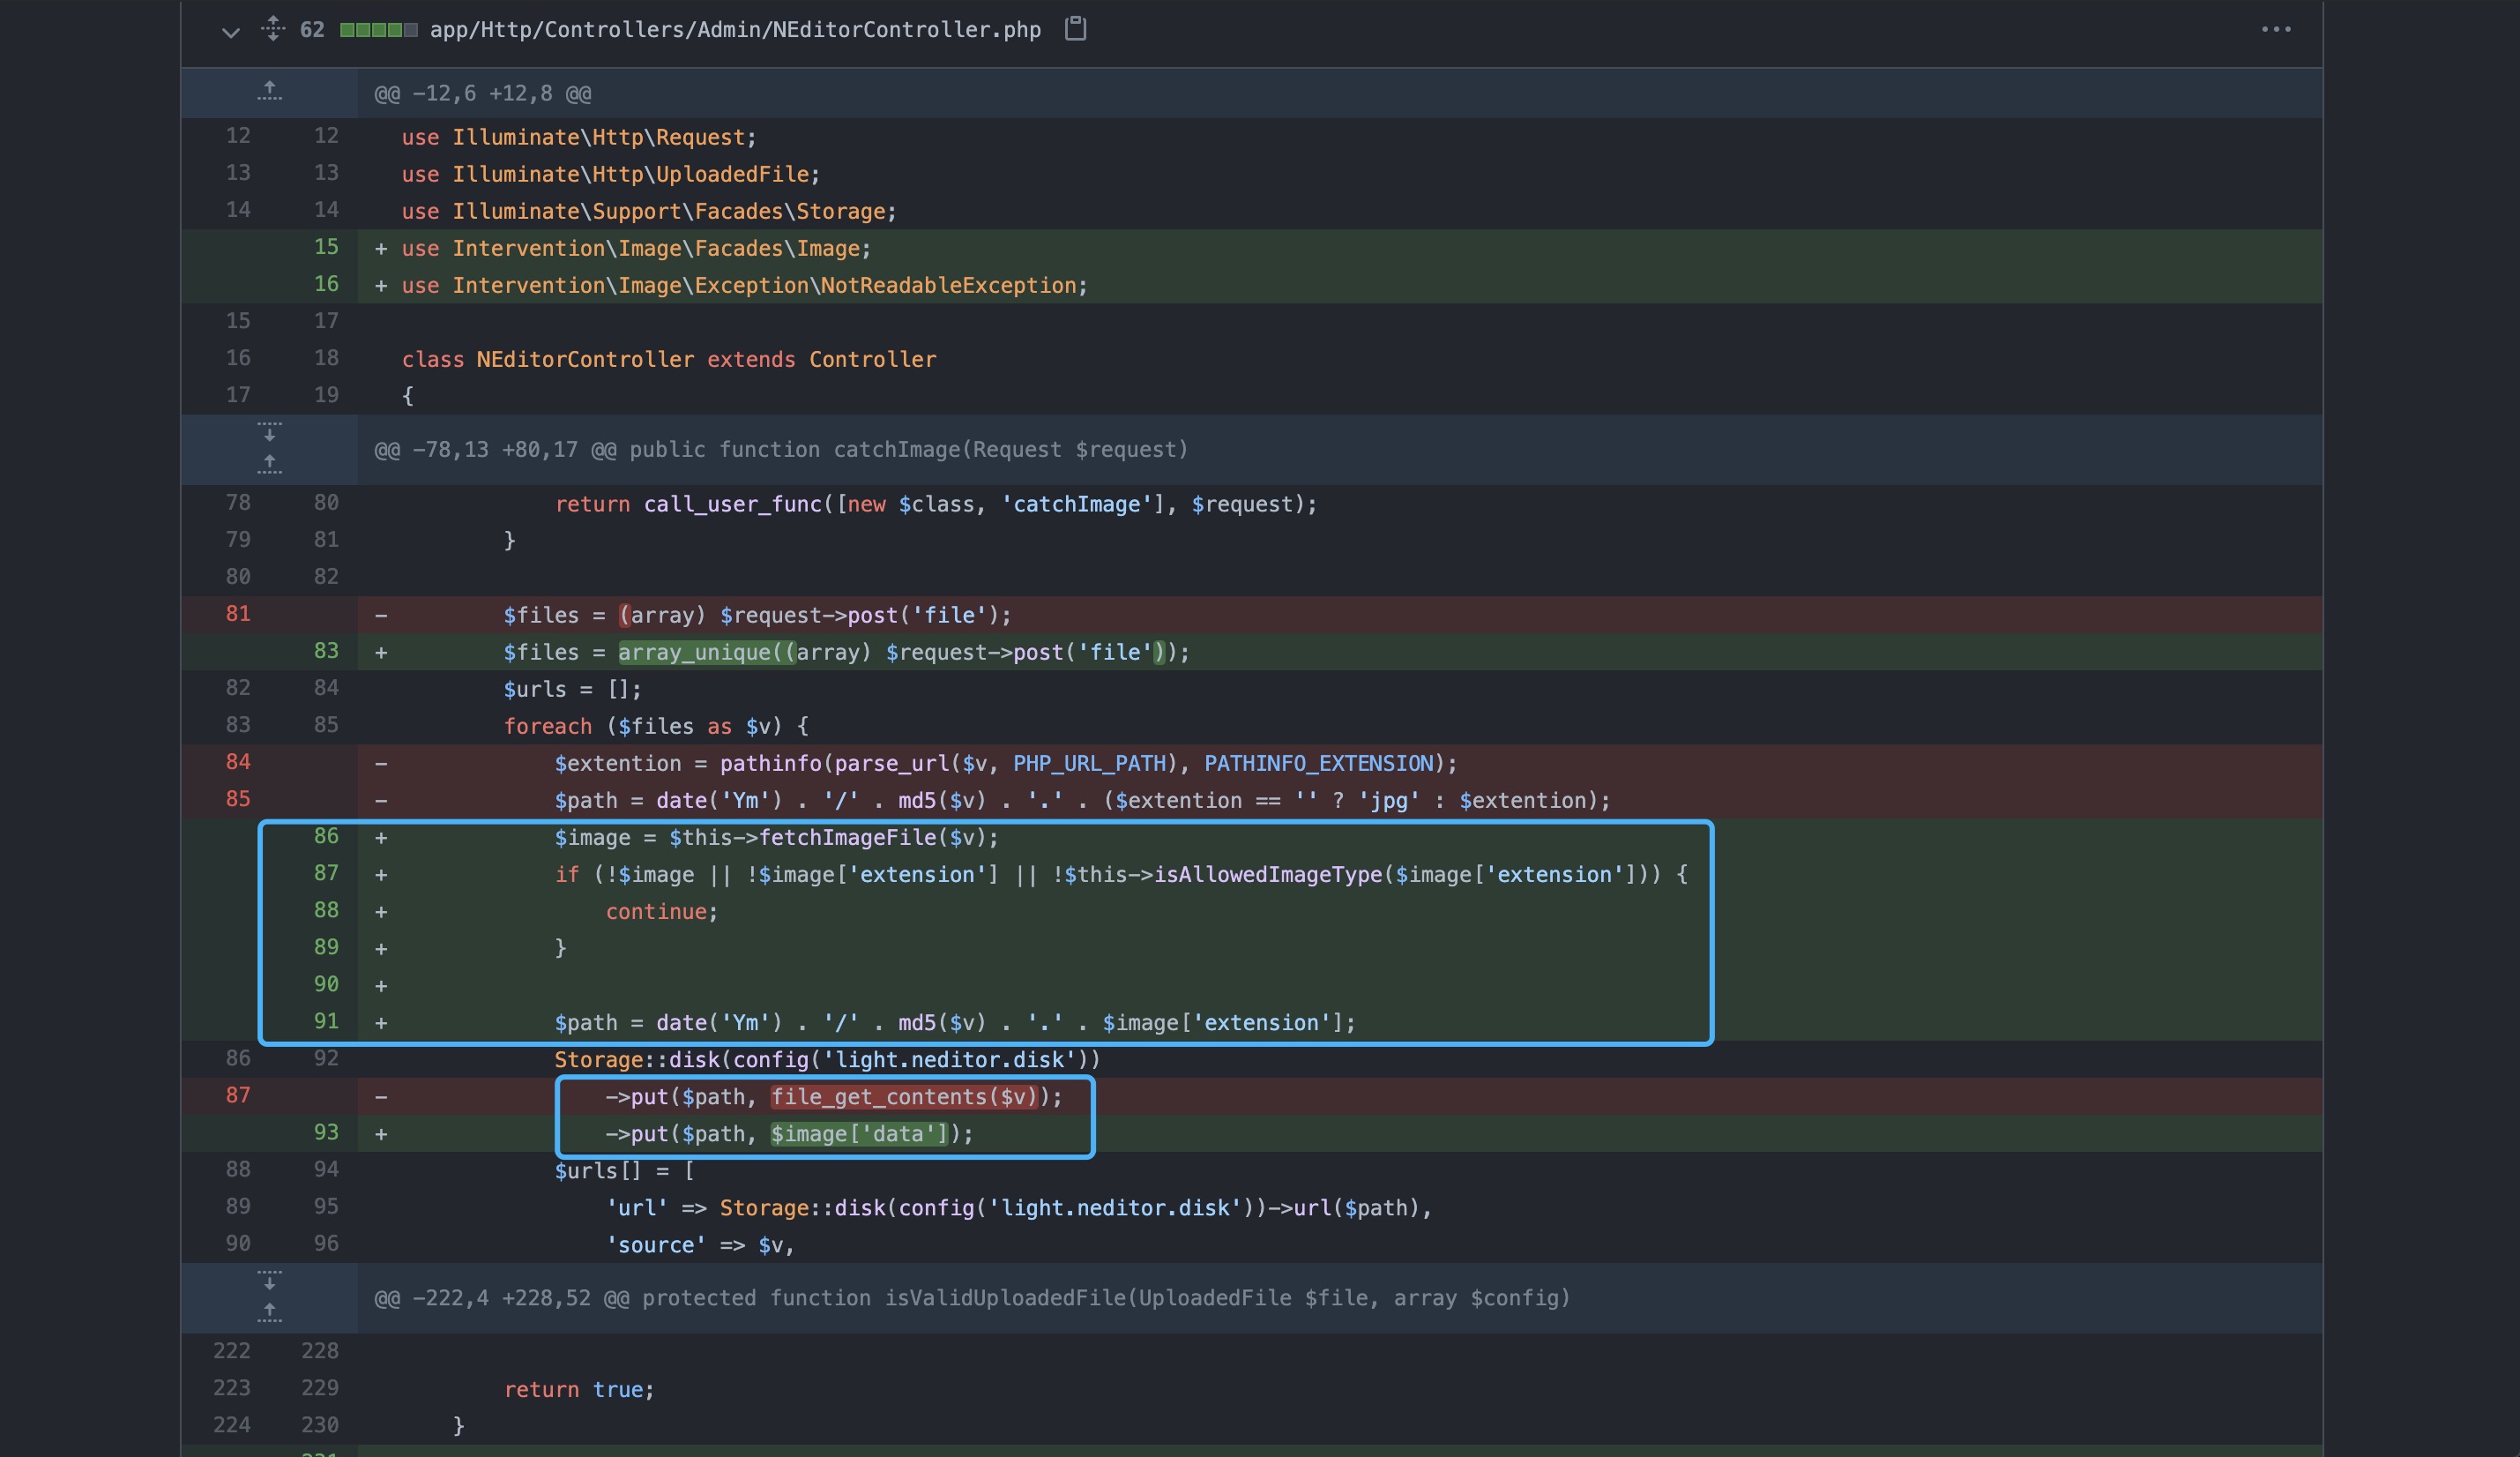 62 app/Http/Controllers/Admin/NEditorController.php
@@ -12,6 +12,8 @@
12 12 use Illuminate\Http\Request;
13 13 use Illuminate\Http\UploadedFile;
14 14 use Illuminate\Support\Facades\Storage;
15 + use Intervention\Image\Facades\Image;
16 + use Intervention\Image\Exception\NotReadableException;
15 17
16 18 class NEditorController extends Controller
17 19 {
@@ -78,13 +80,17 @@ public function catchImage(Request $request)
78 80 return call_user_func([new $class, 'catchImage'], $request);
79 81 }
80 82
81 - $files = (array) $request->post('file');
83 + $files = array_unique((array) $request->post('file'));
82 84 $urls = [];
83 85 foreach ($files as $v) {
84 - $extention = pathinfo(parse_url($v, PHP_URL_PATH), PATHINFO_EXTENSION);
85 - $path = date('Ym') . '/' . md5($v) . '.' . ($extention == '' ? 'jpg' : $extention);
86 + $image = $this->fetchImageFile($v);
87 + if (!$image || !$image['extension'] || !$this->isAllowedImageType($image['extension'])) {
88 + continue;
89 + }
90 +
91 + $path = date('Ym') . '/' . md5($v) . '.' . $image['extension'];
86 92 Storage::disk(config('light.neditor.disk'))
87 - ->put($path, file_get_contents($v));
93 + ->put($path, $image['data']);
88 94 $urls[] = [
89 95 'url' => Storage::disk(config('light.neditor.disk'))->url($path),
90 96 'source' => $v,
@@ -222,4 +228,52 @@ protected function isValidUploadedFile(UploadedFile $file, array $config)
222 228
223 229 return true;
224 230 }